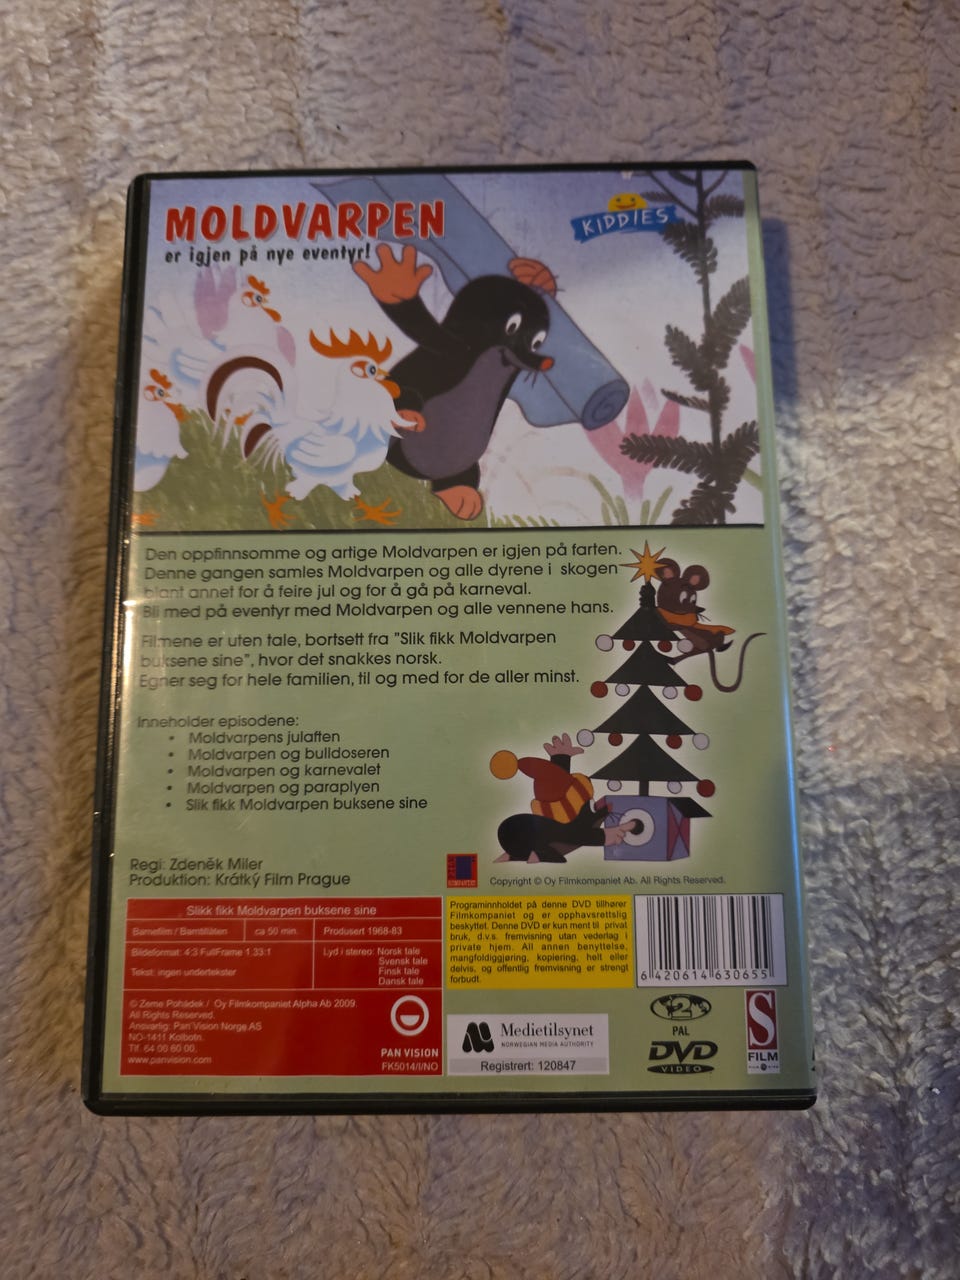 MOLDVARPEN
er igjen på nye eventyr!
KIDDIES
Den oppfinnsomme og artige Moldvarpen er igjen på farten.
Denne gangen samles Moldvarpen og alle dyrene i skogen
blant annet for å feire jul og for å gå på karneval.
Bli med på eventyr med Moldvarpen og alle vennene hans.
Filmene er uten tale, bortsett fra "Slik fikk Moldvarpen
buksene sine", hvor det snakkes norsk.
Egner seg for hele familien, til og med for de aller minst.
Inneholder episodene:
• Moldvarpens julaften
• Moldvarpen og bulldoseren
• Moldvarpen og karnevalet
• Moldvarpen og paraplyen
• Slik fikk Moldvarpen buksene sine
Regi: Zdeněk Miler
Produktion: Krátký Film Prague
Copyright © Oy Filmkompaniet Ab. All Rights Reserved.
Slikk fikk Moldvarpen buksene sine
Barnefilm / Barntillåten
ca 50 min.
Produsert 1968-83
Bildeformat: 4:3 FullFrame 1.33:1
Tekst: ingen undertekster
Lyd i stereo: Norsk tale
Svensk tale
Finsk tale
Dansk tale
© Zeme Pohádek / Oy Filmkompaniet Alpha Ab 2009.
All Rights Reserved.
Ansvarlig: Pan Vision Norge AS
NO-1411 Kolbotn.
Tlf. 64 00 60 00.
www.panvision.com
PAN VISION
FK5014/I/NO
Programinnholdet på denne DVD tillhører
Filmkompaniet og er opphavsrettslig
beskyttet. Denne DVD er kun ment til privat
bruk, d.v.s. fremvisning utan vederlag i
private hjem. All annen benyttelse,
mangfoldiggjøring, kopiering, helt eller
delvis, og offentlig fremvisning er strengt
forbudt.
6 420614 630655
Medietilsynet
NORWEGIAN MEDIA AUTHORITY
Registrert: 120847
2
PAL
DVD
VIDEO
S
FILM